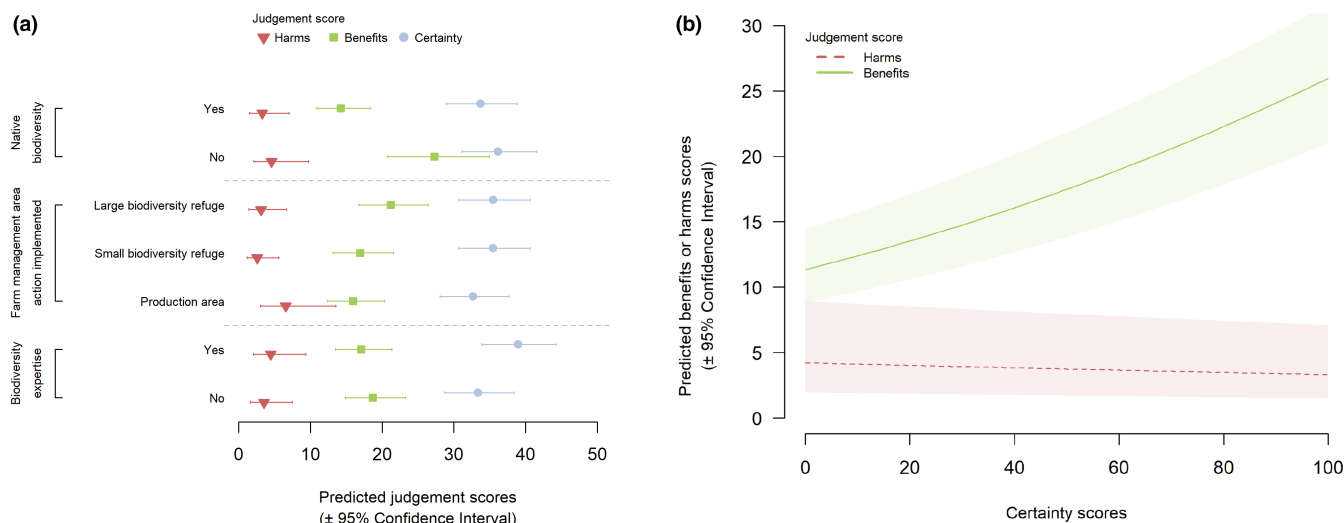 (a)
Judgement score
Harms Benefits Certainty
Native
biodiversity
Yes
No
Farm management area
action implemented
Large biodiversity refuge
Small biodiversity refuge
Production area
Biodiversity
expertise
Yes
No
0 10 20 30 40 50
Predicted judgement scores
(± 95% Confidence Interval)
(b)
Judgement score
Harms
Benefits
Predicted benefits or harms scores
(± 95% Confidence Interval)
30
25
20
15
10
5
0
0 20 40 60 80 100
Certainty scores